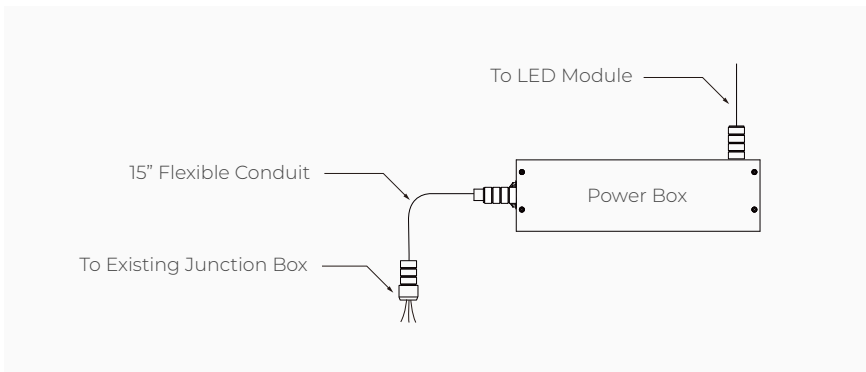 To LED Module
15” Flexible Conduit
Power Box
To Existing Junction Box